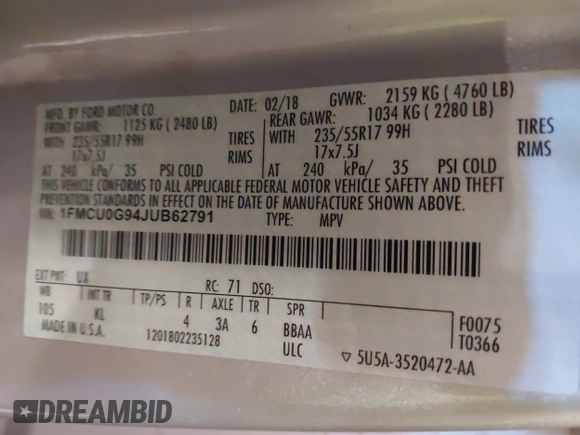 MFD. BY FORD MOTOR CO.
DATE: 02/18 GVWR: 2159 KG ( 4760 LB)
FRONT GAWR: 1125 KG ( 2480 LB) REAR GAWR: 1034 KG ( 2280 LB)
WITH 235/55R17 99H TIRES WITH 235/55R17 99H TIRES
17x7.5J RIMS 17x7.5J RIMS
AT 240 kPa/ 35 PSI COLD AT 240 kPa/ 35 PSI COLD
THIS VEHICLE CONFORMS TO ALL APPLICABLE FEDERAL MOTOR VEHICLE SAFETY AND THEFT
PREVENTION STANDARDS IN EFFECT ON THE DATE OF MANUFACTURE SHOWN ABOVE.
VIN: 1FMCU0G94JUB62791 TYPE: MPV
EXT PNT: UX RC: 71 DSO:
WB INT TR TP/PS R AXLE TR SPR
105 KL 4 3A 6 BBAA F0075
MADE IN U.S.A. 1201802235128 ULC T0366
▽ 5U5A-3520472-AA
DREAMBID